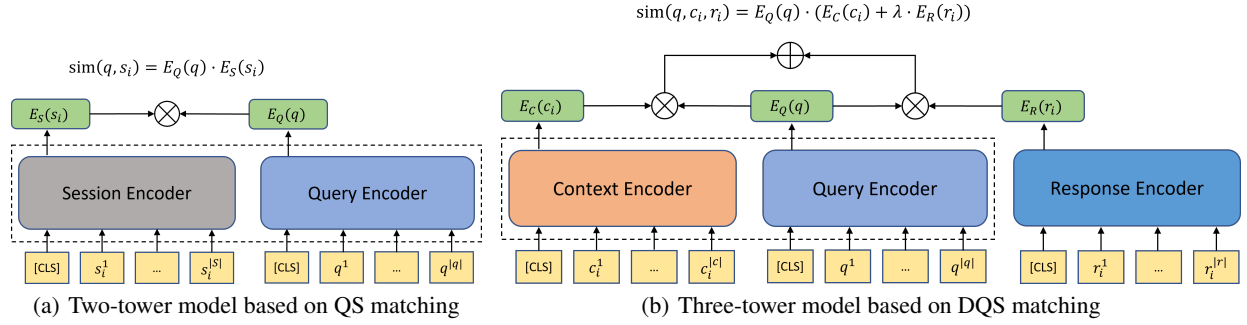 sim(q, s_i) = E_Q(q) · E_S(s_i)
E_S(s_i)
E_Q(q)
Session Encoder
Query Encoder
[CLS] s_i^1 ... s_i^{|S|} [CLS] q^1 ... q^{|q|}
(a) Two-tower model based on QS matching
sim(q, c_i, r_i) = E_Q(q) · (E_C(c_i) + λ · E_R(r_i))
E_C(c_i)
E_Q(q)
E_R(r_i)
Context Encoder
Query Encoder
Response Encoder
[CLS] c_i^1 ... c_i^{|c|} [CLS] q^1 ... q^{|q|} [CLS] r_i^1 ... r_i^{|r|}
(b) Three-tower model based on DQS matching